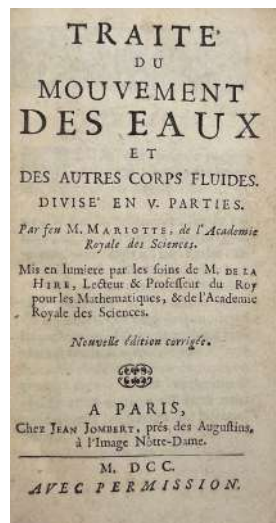 TRAITE'
DU
MOUVEMENT
DES EAUX
ET
DES AUTRES CORPS FLUIDES.
DIVISE' EN V. PARTIES.
Par feu M. MARIOTTE, de l'Academie
Royale des Sciences.
Mis en lumiere par les soins de M. DE LA
HIRE, Lecteur & Professeur du Roy
pour les Mathematiques, & de l'Academie
Royale des Sciences.
Nouvelle édition corrigée.
A PARIS,
Chez JEAN JOMBERT, prés des Augustins,
à l'Image Nôtre-Dame.
M. DCC.
AVEC PERMISSION.